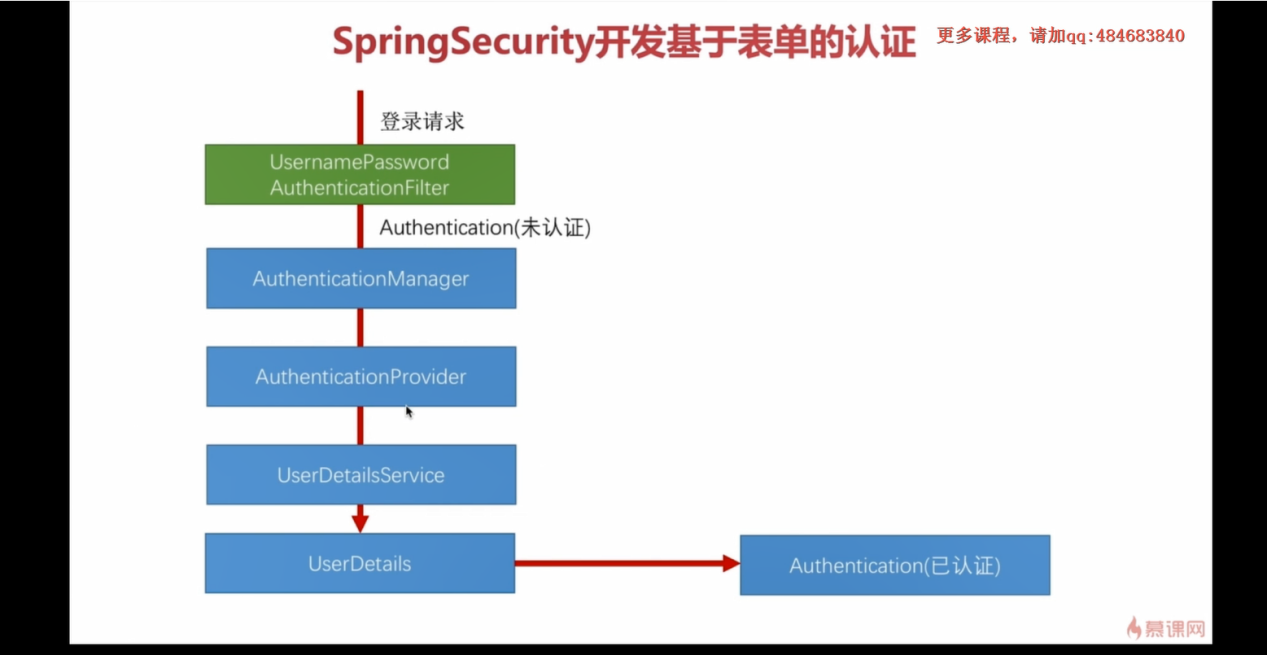 SpringSecurity开发基于表单的认证
更多课程，请加qq:484683840
登录请求
UsernamePassword
AuthenticationFilter
Authentication(未认证)
AuthenticationManager
AuthenticationProvider
UserDetailsService
UserDetails
Authentication(已认证)
慕课网